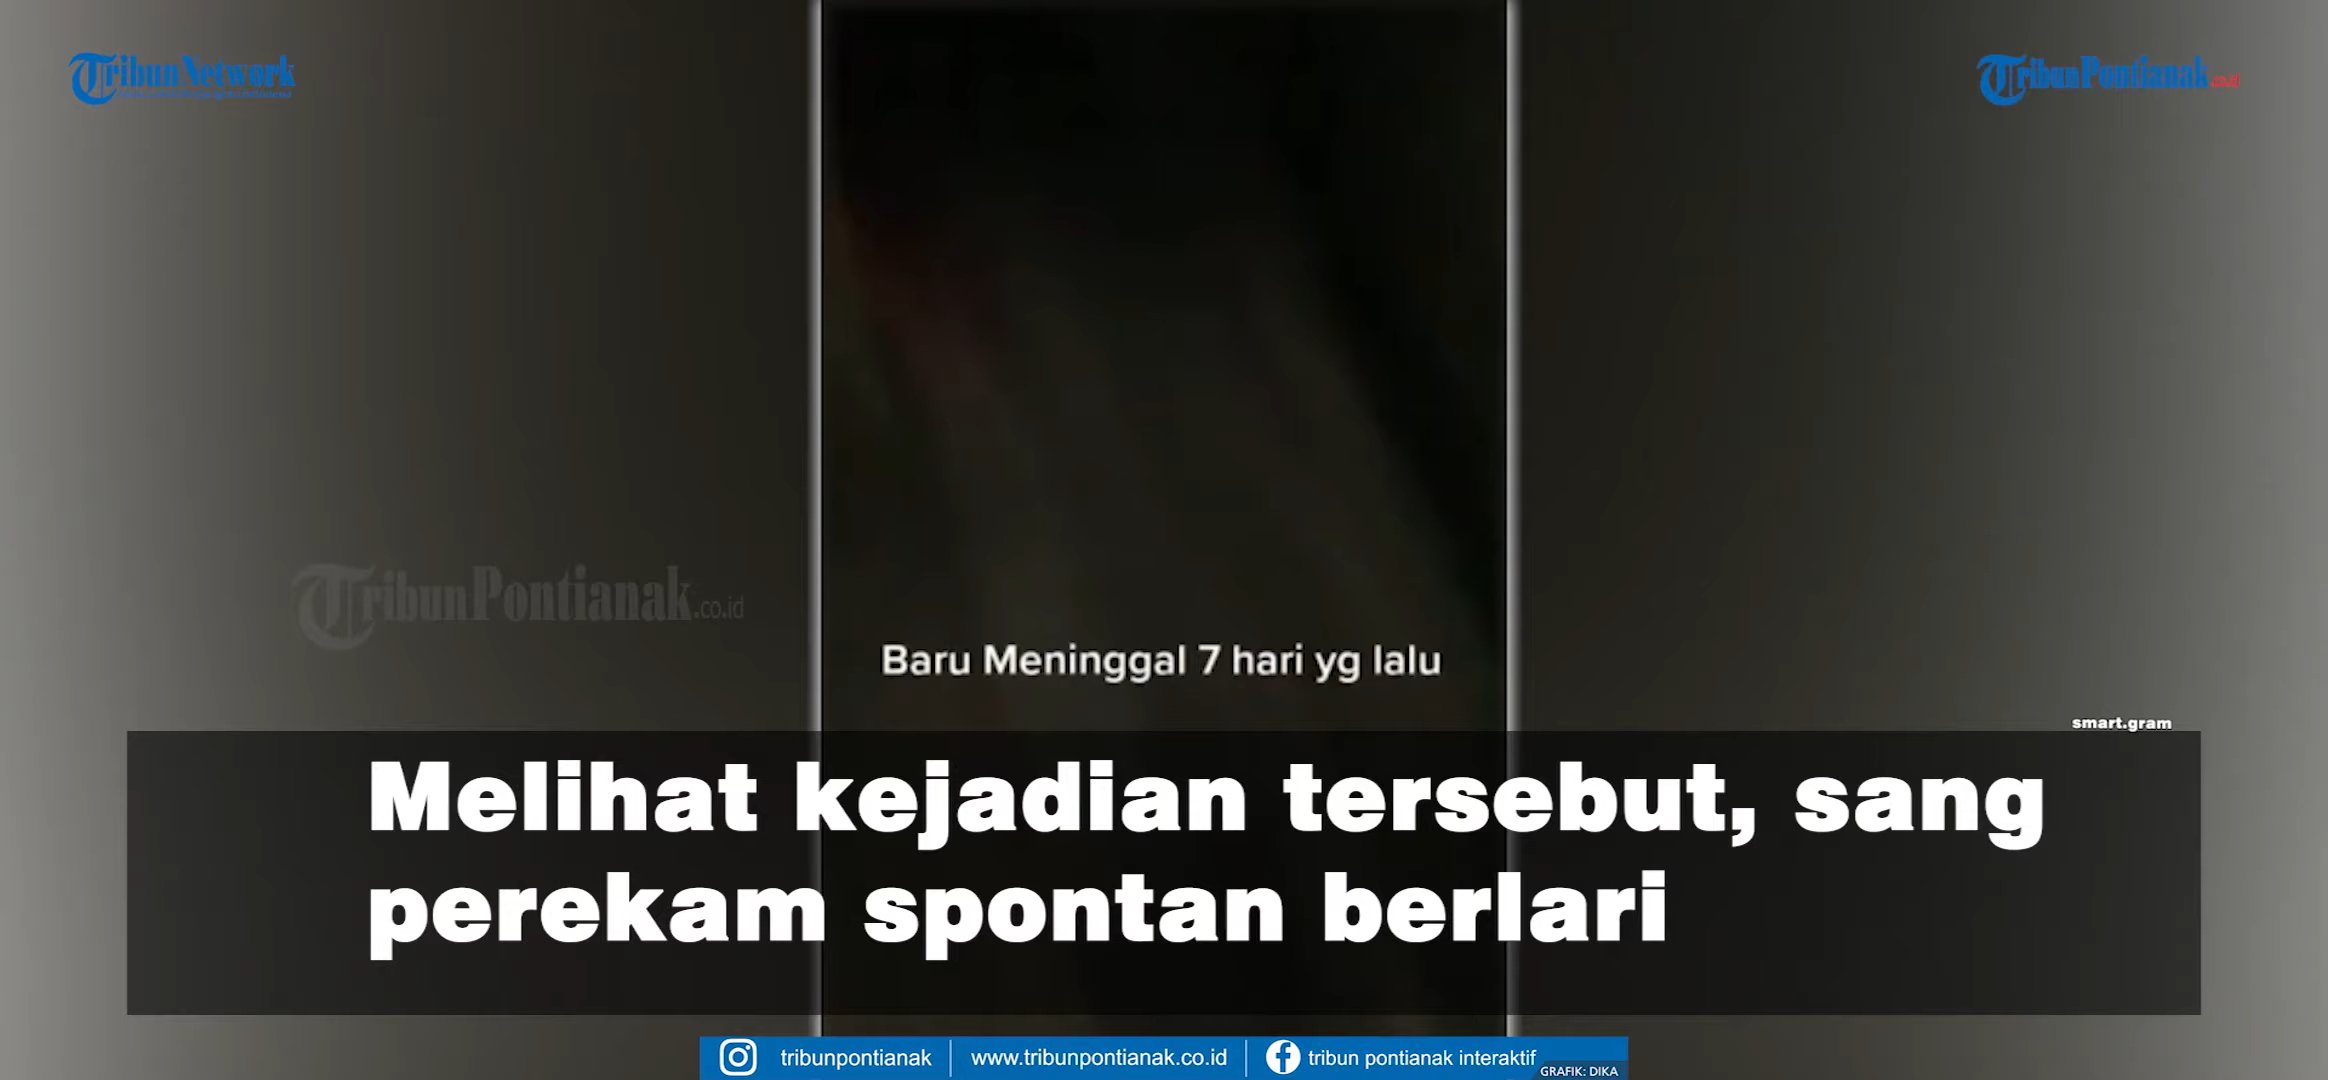 TribunNetwork
TribunPontianak.co.id
TribunPontianak.co.id
Baru Meninggal 7 hari yg lalu
smart.gram
Melihat kejadian tersebut, sang
perekam spontan berlari
tribunpontianak
www.tribunpontianak.co.id
tribun pontianak interaktif
GRAFIK: DIKA